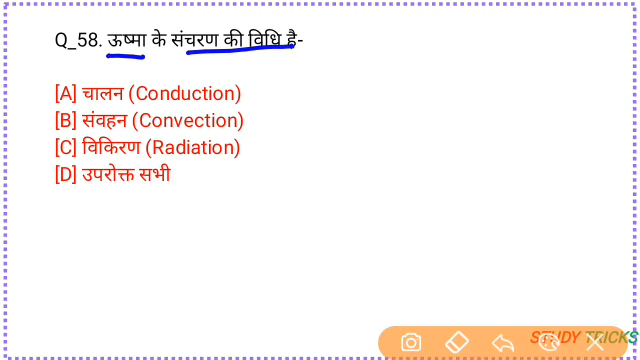 Q_58. ऊष्मा के संचरण की विधि है-
[A] चालन (Conduction)
[B] संवहन (Convection)
[C] विकिरण (Radiation)
[D] उपरोक्त सभी
STUDY TRICKS